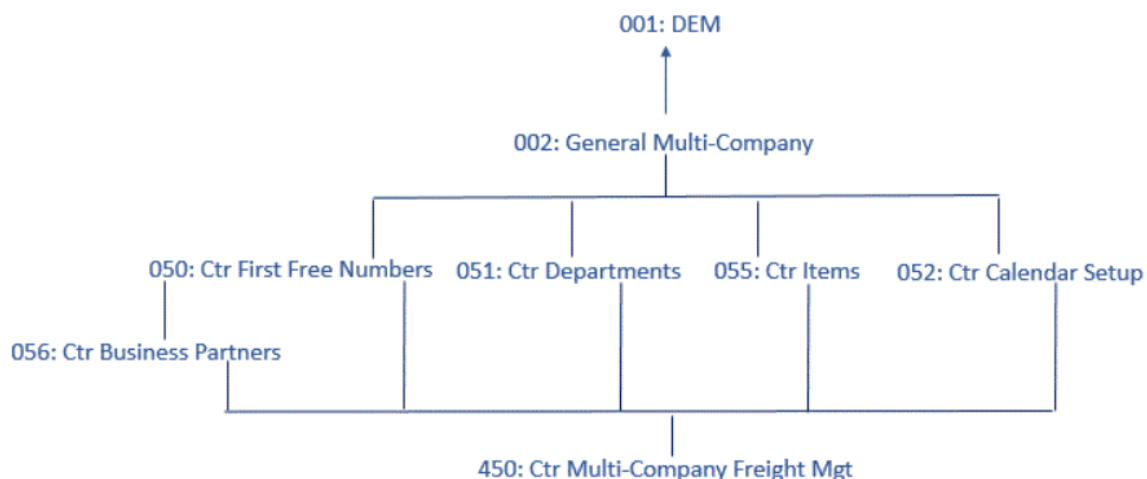 001: DEM
002: General Multi-Company
050: Ctr First Free Numbers
051: Ctr Departments
055: Ctr Items
052: Ctr Calendar Setup
056: Ctr Business Partners
450: Ctr Multi-Company Freight Mgt